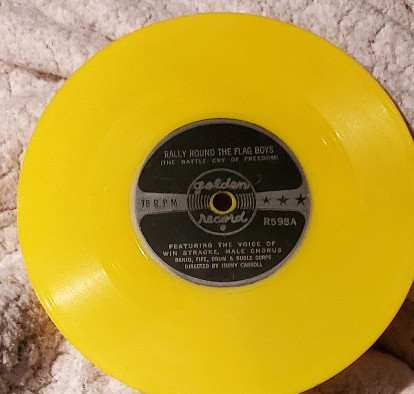 RALLY ROUND THE FLAG BOYS
(THE BATTLE CRY OF FREEDOM)
golden
78 R.P.M.
record
R598A
FEATURING THE VOICE OF
WIN STRACKE, MALE CHORUS
BANJO, FIFE, DRUM & BUGLE CORPS
DIRECTED BY JIMMY CARROLL